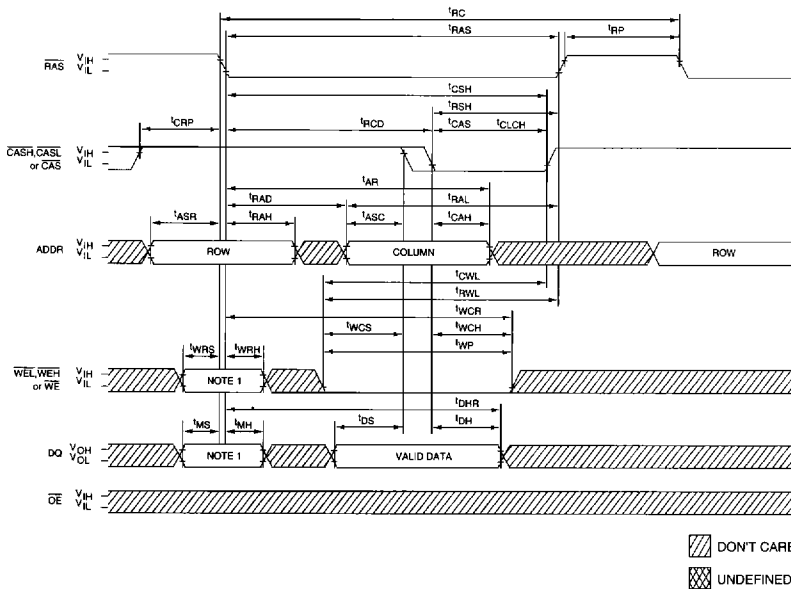 tRC
tRAS
tRP
RAS VIH
VIL
tCSH
tRSH
tCRP
tRCD
tCAS
tCLCH
CASH,CASL VIH
or CAS VIL
tAR
tRAD
tRAL
tASR
tRAH
tASC
tCAH
ADDR VIH
VIL
ROW
COLUMN
ROW
tCWL
tRWL
tWCR
tWCS
tWCH
tWRS
tWRH
tWP
WEL,WEH VIH
or WE VIL
NOTE 1
tDHR
tMS
tMH
tDS
tDH
DQ VOH
VOL
NOTE 1
VALID DATA
OE VIH
VIL
DON'T CARE
UNDEFINED